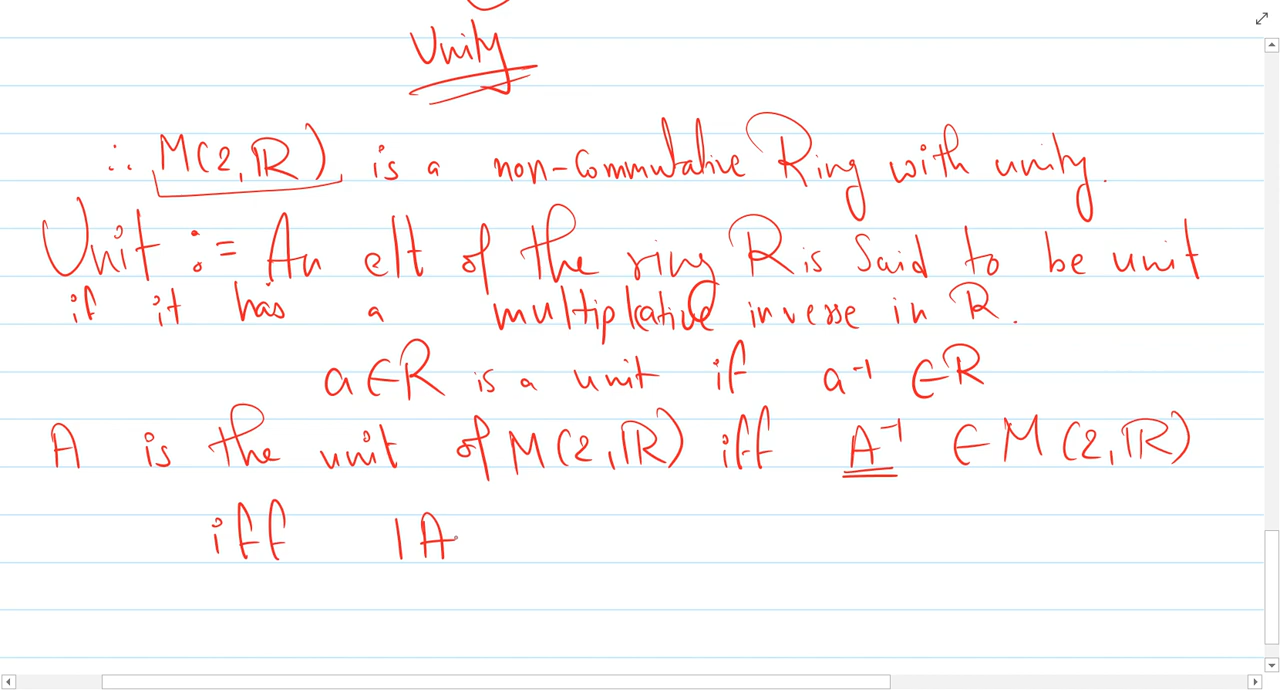 Unity
∴ M(2, ℝ) is a non-commutative Ring with unity.
Unit := An elt of the ring R is said to be unit
if it has a multiplicative inverse in R.
a ∈ R is a unit if a⁻¹ ∈ R
A is the unit of M(2, ℝ) iff A⁻¹ ∈ M(2, ℝ)
iff |A